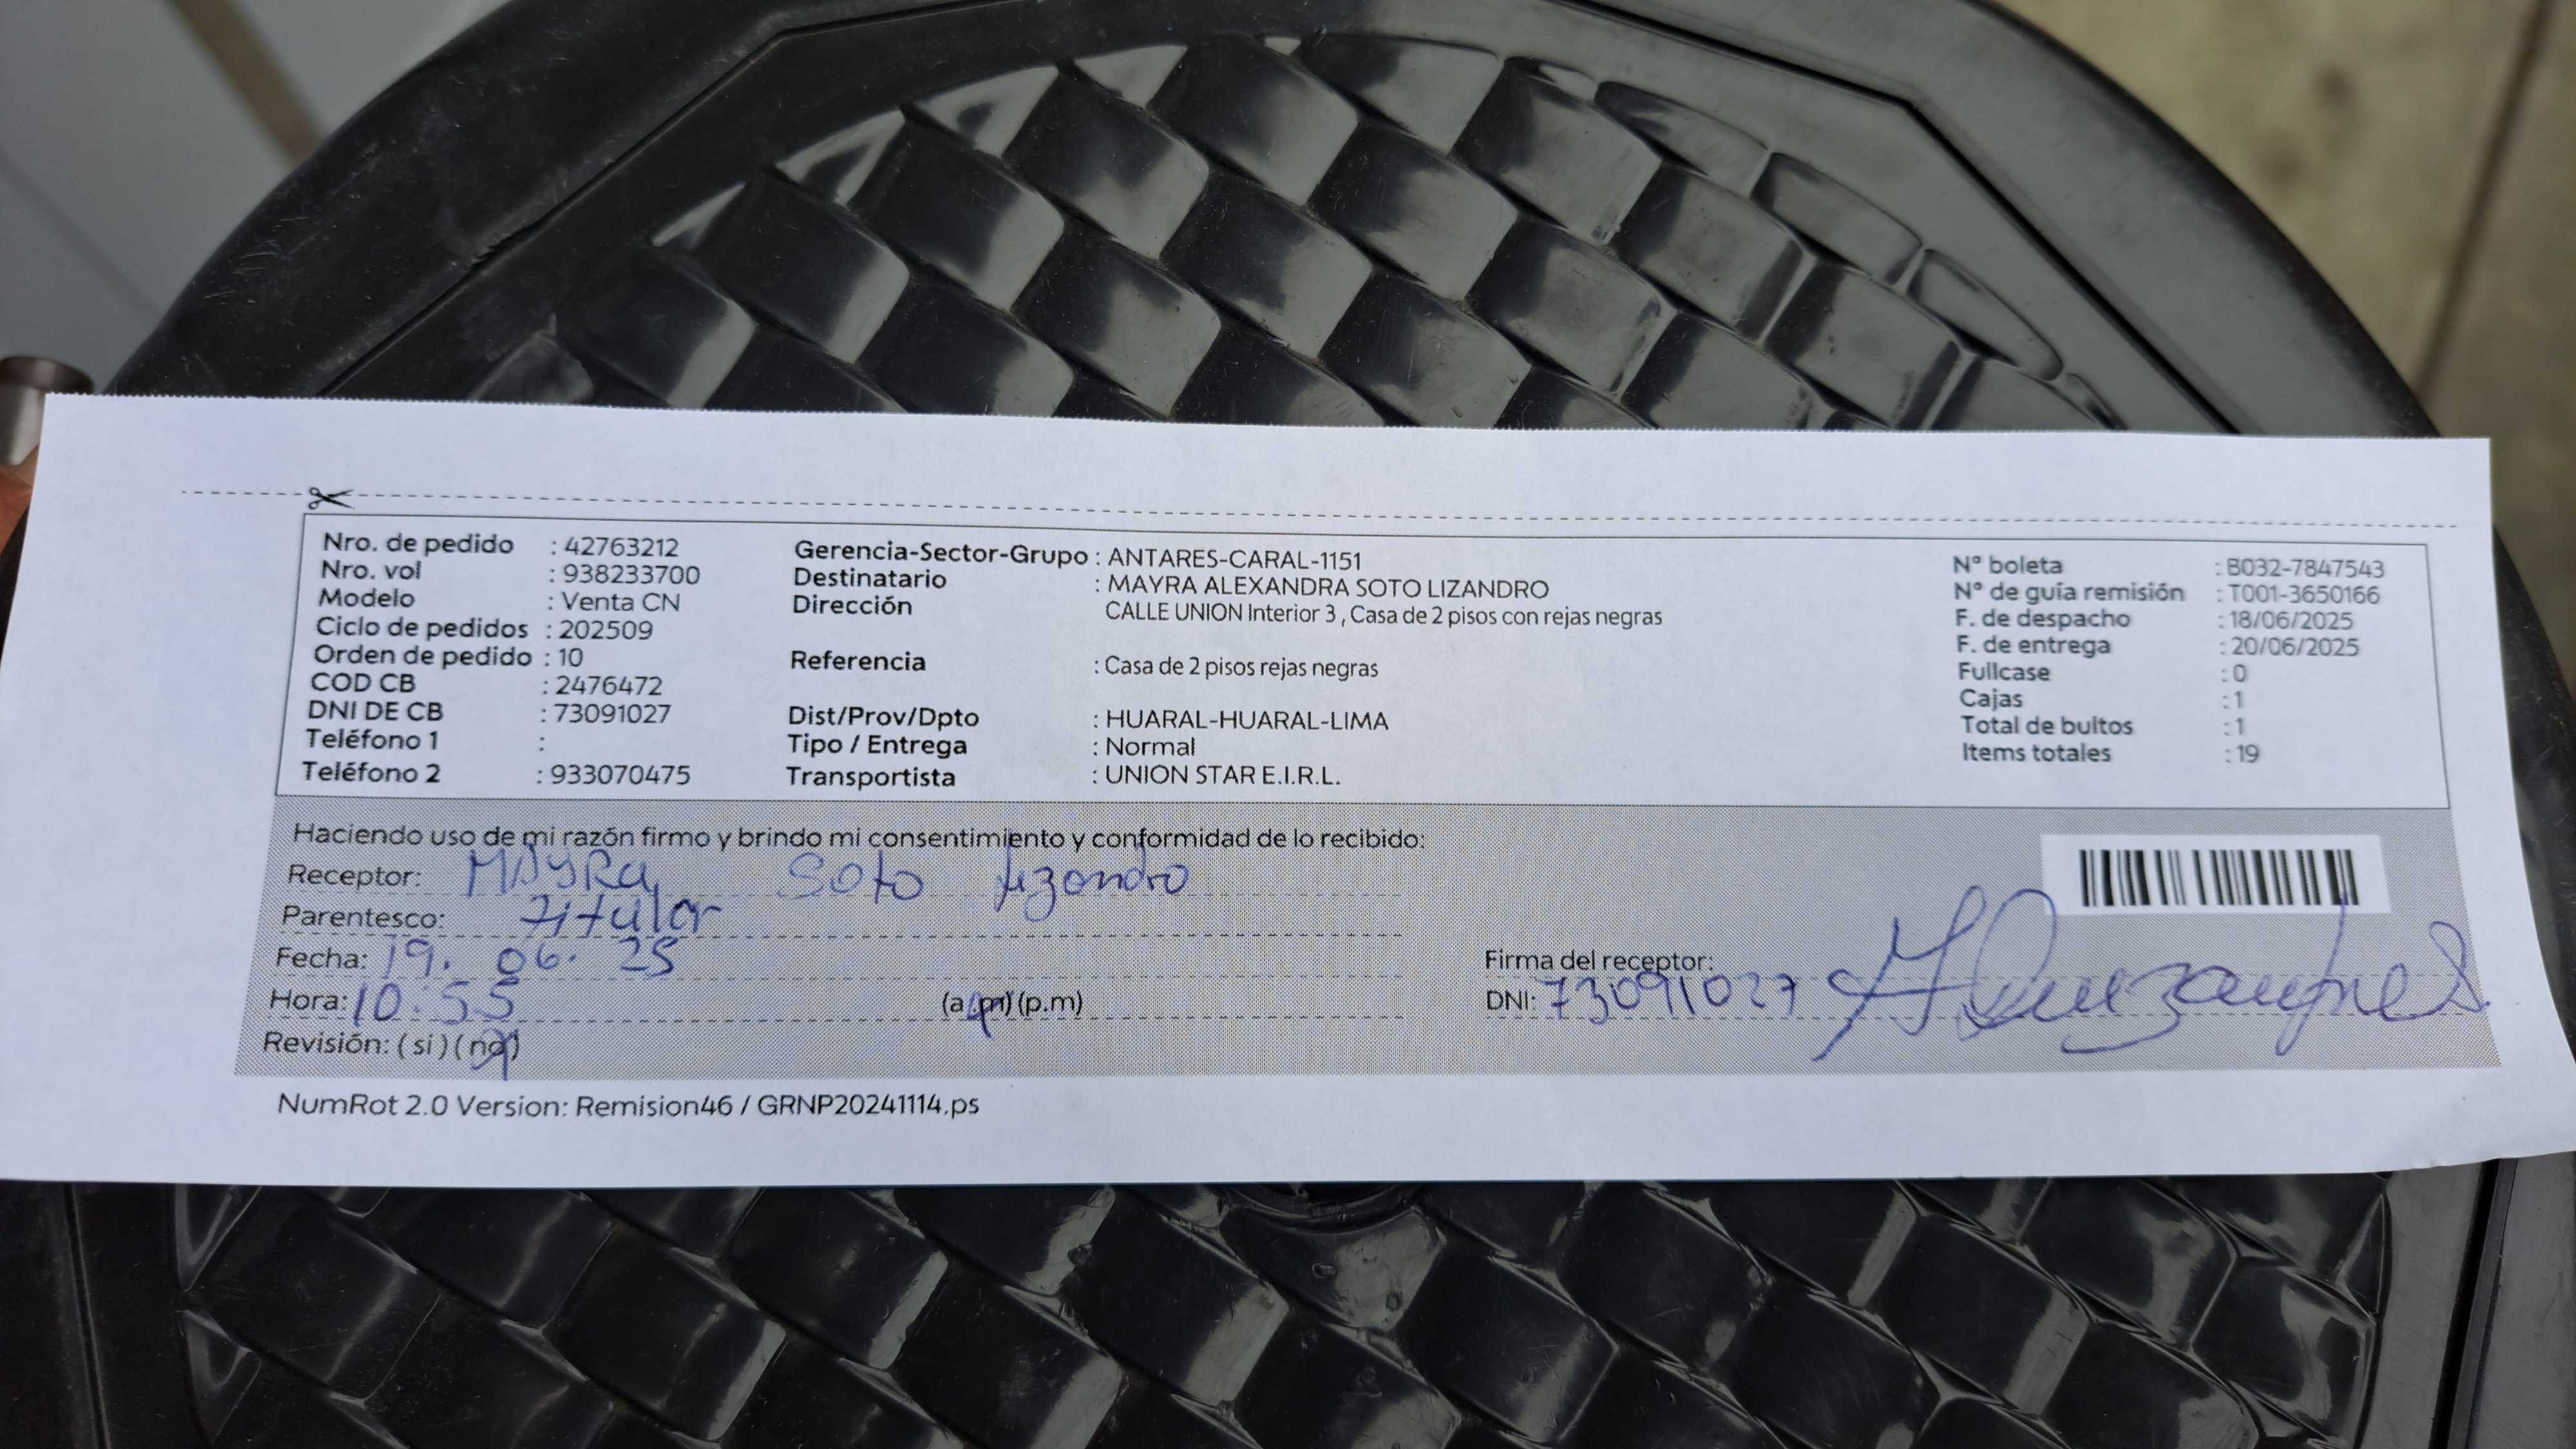 Nro. de pedido : 42763212
Nro. vol : 938233700
Modelo : Venta CN
Ciclo de pedidos : 202509
Orden de pedido : 10
COD CB : 2476472
DNI DE CB : 73091027
Teléfono 1 :
Teléfono 2 : 933070475
Gerencia-Sector-Grupo : ANTARES-CARAL-1151
Destinatario : MAYRA ALEXANDRA SOTO LIZANDRO
Dirección CALLE UNION Interior 3 , Casa de 2 pisos con rejas negras
Referencia : Casa de 2 pisos rejas negras
Dist/Prov/Dpto : HUARAL-HUARAL-LIMA
Tipo / Entrega : Normal
Transportista : UNION STAR E.I.R.L.
N° boleta : B032-7847543
N° de guía remisión : T001-3650166
F. de despacho : 18/06/2025
F. de entrega : 20/06/2025
Fullcase : 0
Cajas : 1
Total de bultos : 1
Items totales : 19
Haciendo uso de mi razón firmo y brindo mi consentimiento y conformidad de lo recibido:
Receptor: MAYRA Soto Lizandro
Parentesco: Titular
Fecha: 19. 06. 25
Hora: 10:55 (a.m) (p.m)
Revisión: ( si ) ( no )
Firma del receptor:
DNI: 73091027
NumRot 2.0 Version: Remision46 / GRNP20241114.ps